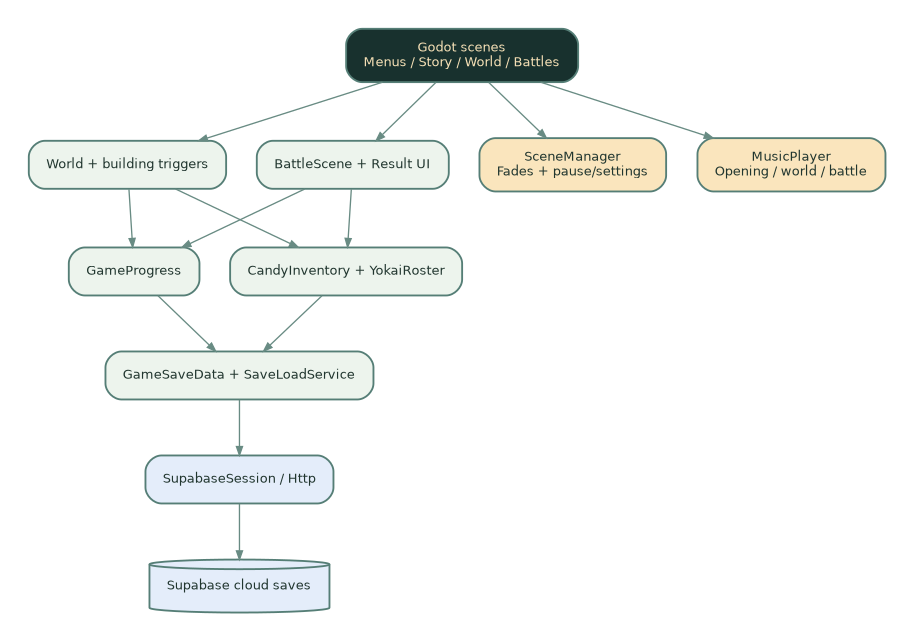 Godot scenes
Menus / Story / World / Battles
World + building triggers
BattleScene + Result UI
SceneManager
Fades + pause/settings
MusicPlayer
Opening / world / battle
GameProgress
CandyInventory + YokaiRoster
GameSaveData + SaveLoadService
SupabaseSession / Http
Supabase cloud saves